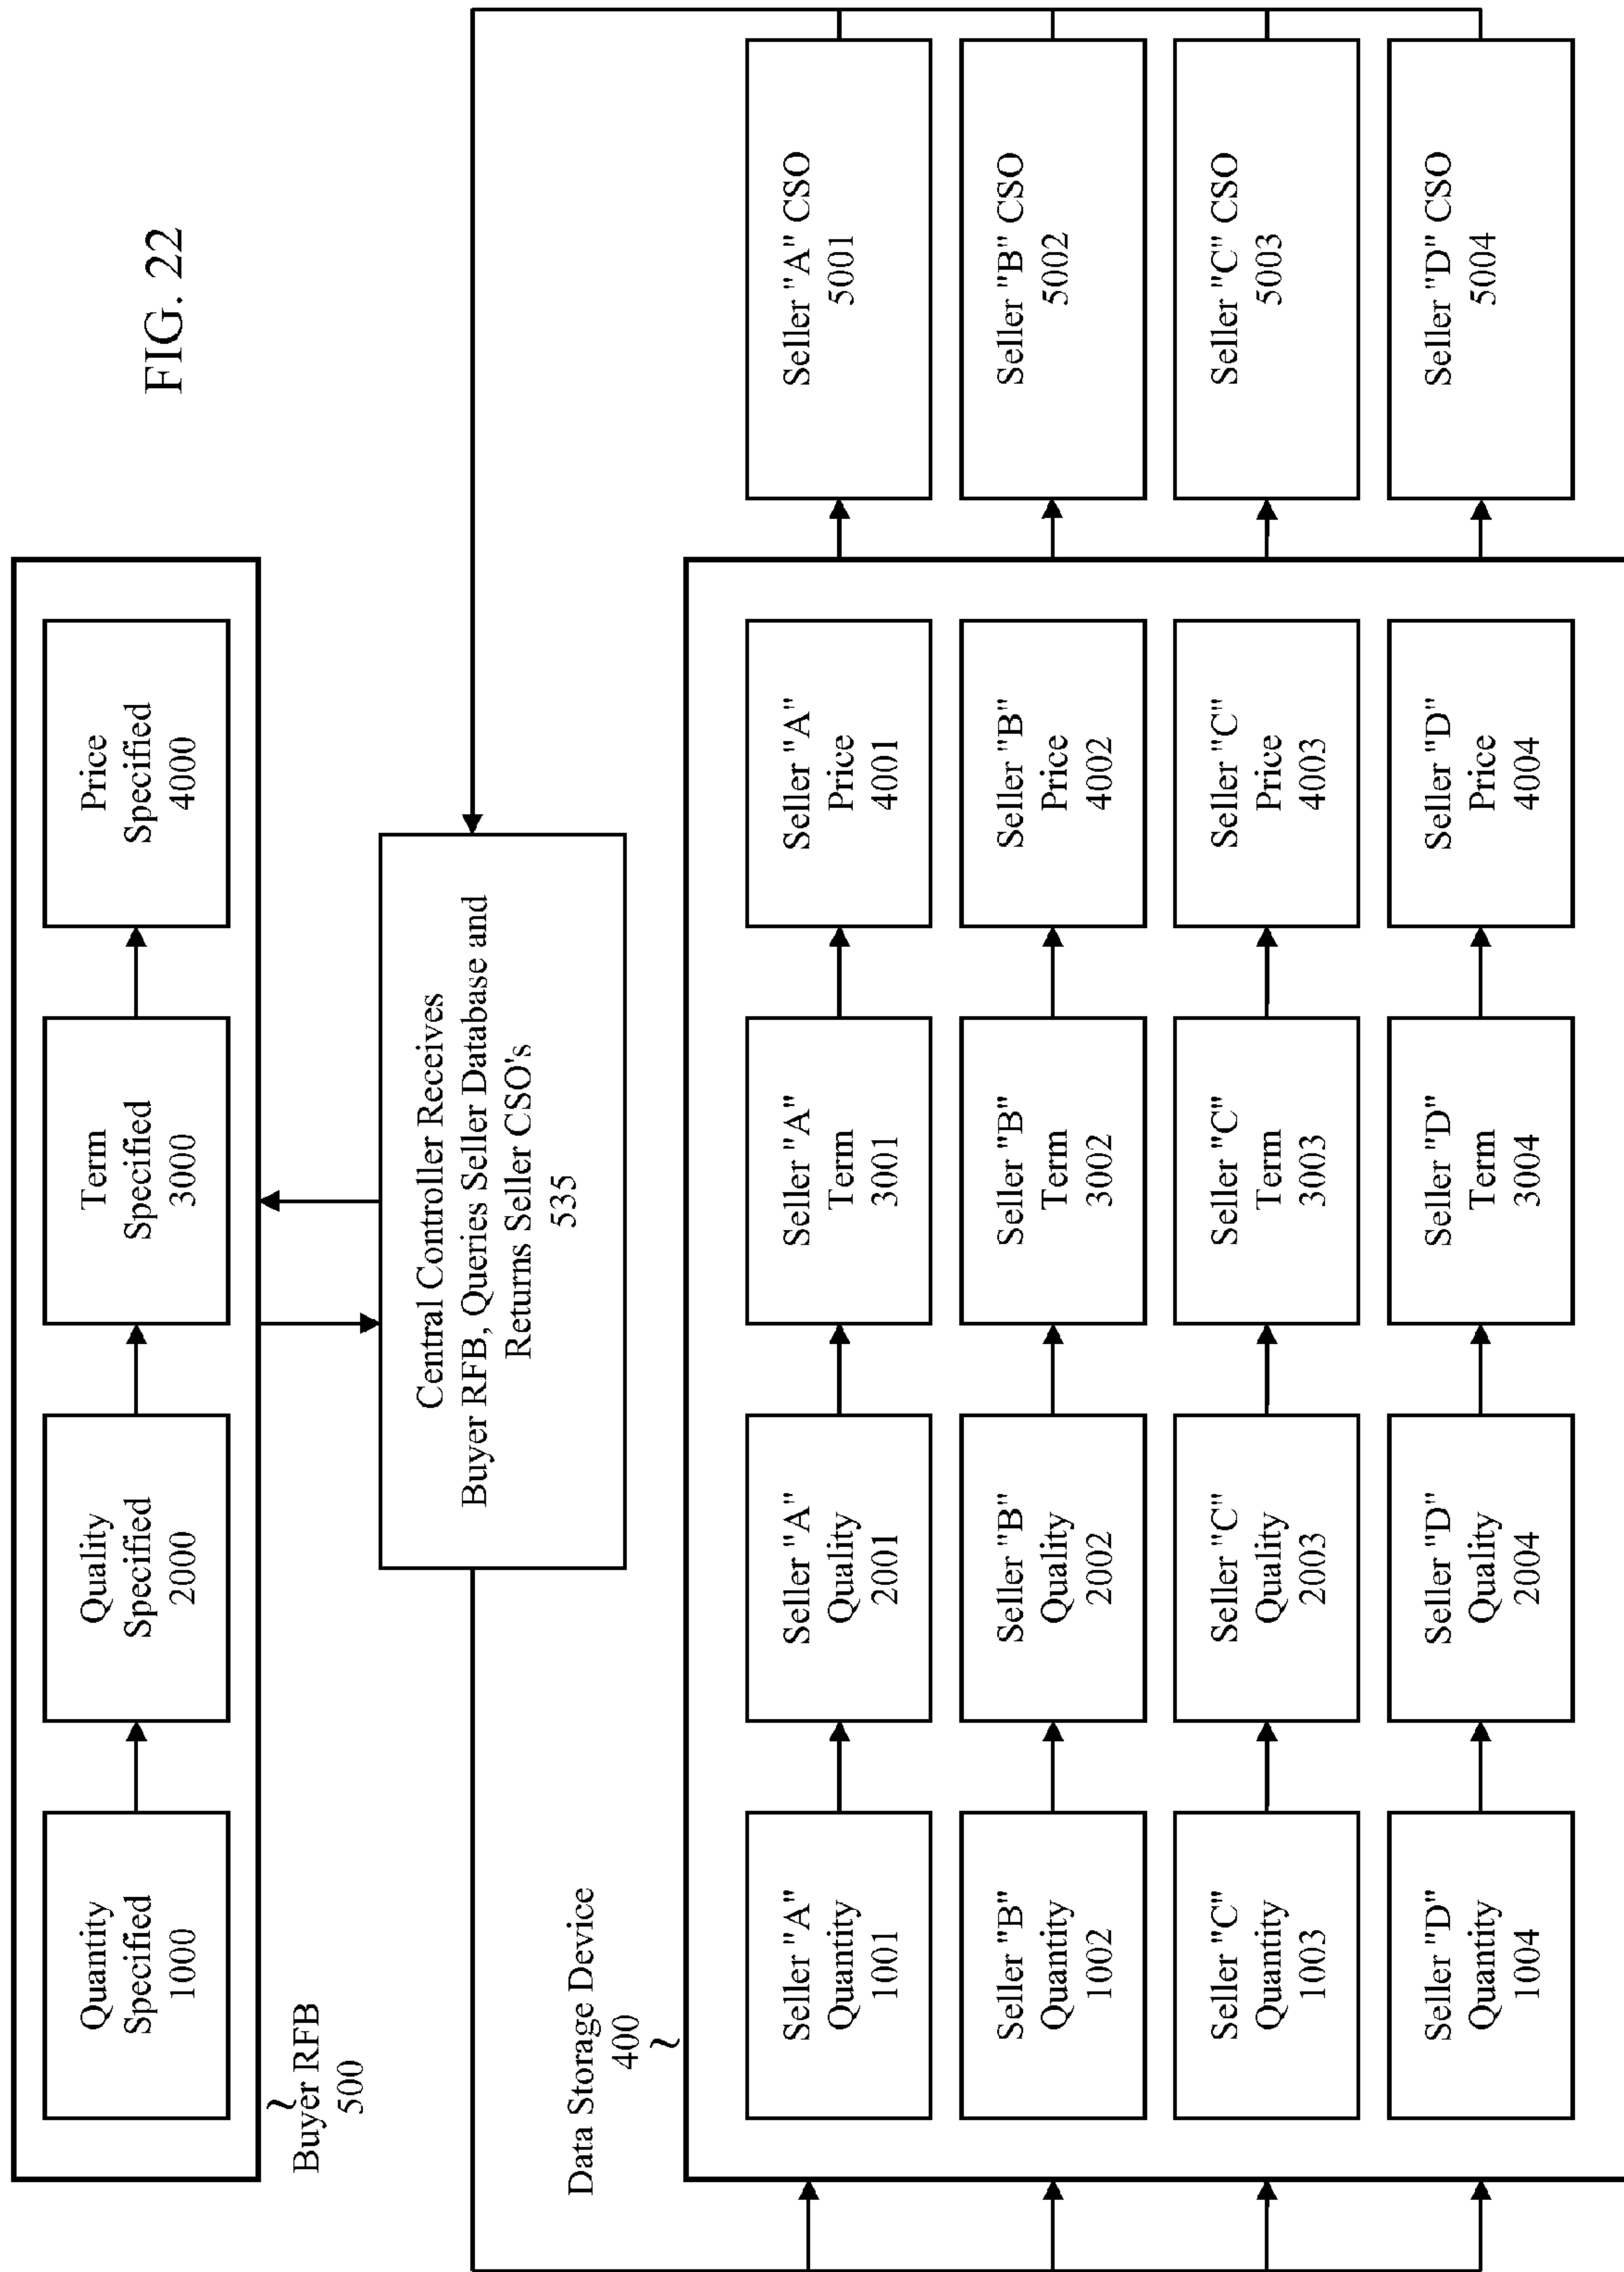 FIG. 22
Quantity
Specified
1000
Quality
Specified
2000
Term
Specified
3000
Price
Specified
4000
Buyer RFB
500
Central Controller Receives
Buyer RFB, Queries Seller Database and
Returns Seller CSO's
535
Data Storage Device
400
Seller "A"
Quantity
1001
Seller "A"
Quality
2001
Seller "A"
Term
3001
Seller "A"
Price
4001
Seller "A" CSO
5001
Seller "B"
Quantity
1002
Seller "B"
Quality
2002
Seller "B"
Term
3002
Seller "B"
Price
4002
Seller "B" CSO
5002
Seller "C"
Quantity
1003
Seller "C"
Quality
2003
Seller "C"
Term
3003
Seller "C"
Price
4003
Seller "C" CSO
5003
Seller "D"
Quantity
1004
Seller "D"
Quality
2004
Seller "D"
Term
3004
Seller "D"
Price
4004
Seller "D" CSO
5004